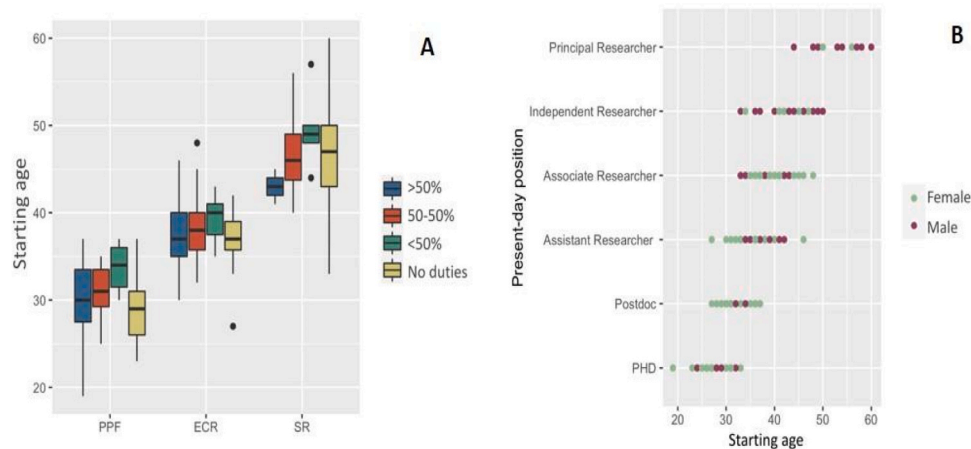 A
Starting age
60
50
40
30
20
PPF
ECR
SR
>50%
50-50%
<50%
No duties
B
Present-day position
Principal Researcher
Independent Researcher
Associate Researcher
Assistant Researcher
Postdoc
PHD
20
30
40
50
60
Starting age
Female
Male